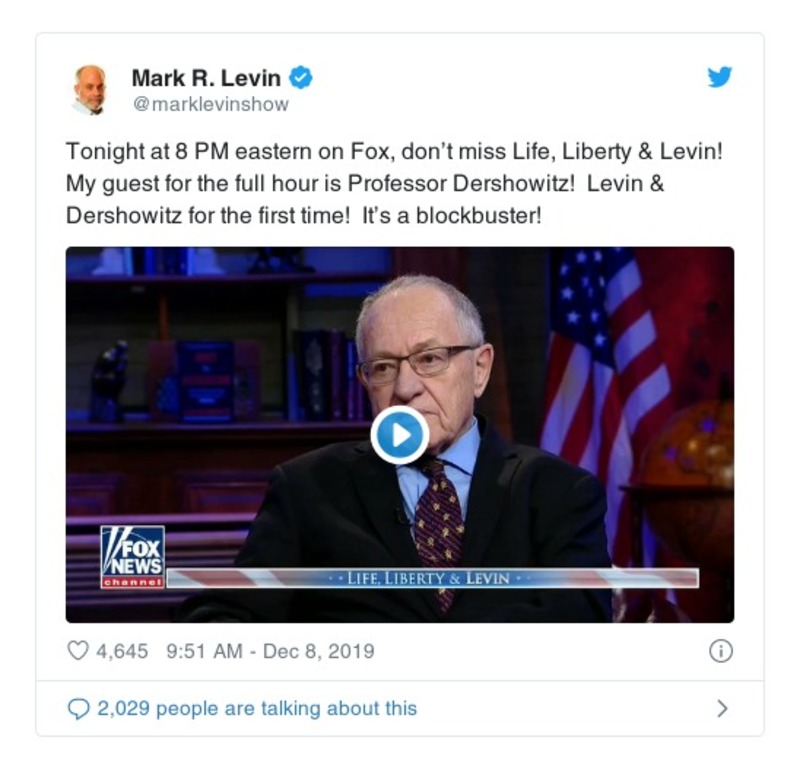 Mark R. Levin
@marklevinshow
Tonight at 8 PM eastern on Fox, don’t miss Life, Liberty & Levin!
My guest for the full hour is Professor Dershowitz!  Levin &
Dershowitz for the first time!  It’s a blockbuster!
FOX
NEWS
channel
LIFE, LIBERTY & LEVIN
4,645 9:51 AM - Dec 8, 2019
2,029 people are talking about this